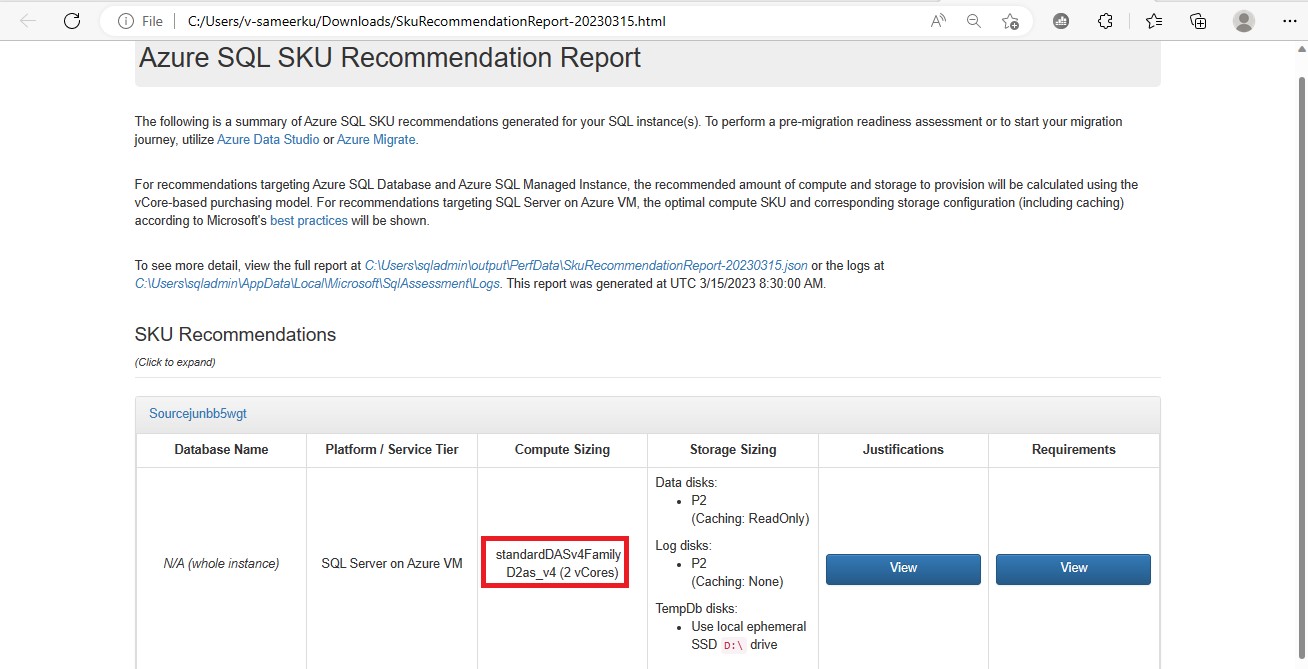 File
C:/Users/v-sameerku/Downloads/SkuRecommendationReport-20230315.html
Azure SQL SKU Recommendation Report
The following is a summary of Azure SQL SKU recommendations generated for your SQL instance(s). To perform a pre-migration readiness assessment or to start your migration
journey, utilize Azure Data Studio or Azure Migrate.
For recommendations targeting Azure SQL Database and Azure SQL Managed Instance, the recommended amount of compute and storage to provision will be calculated using the
vCore-based purchasing model. For recommendations targeting SQL Server on Azure VM, the optimal compute SKU and corresponding storage configuration (including caching)
according to Microsoft's best practices will be shown.
To see more detail, view the full report at C:\Users\sqladmin\output\PerfData\SkuRecommendationReport-20230315.json or the logs at
C:\Users\sqladmin\AppData\Local\Microsoft\SqlAssessment\Logs. This report was generated at UTC 3/15/2023 8:30:00 AM.
SKU Recommendations
(Click to expand)
Sourcejunbb5wgt
Database Name
Platform / Service Tier
Compute Sizing
Storage Sizing
Justifications
Requirements
N/A (whole instance)
SQL Server on Azure VM
standardDASv4Family
D2as_v4 (2 vCores)
Data disks:
• P2
(Caching: ReadOnly)
Log disks:
• P2
(Caching: None)
TempDb disks:
• Use local ephemeral
SSD D:\ drive
View
View